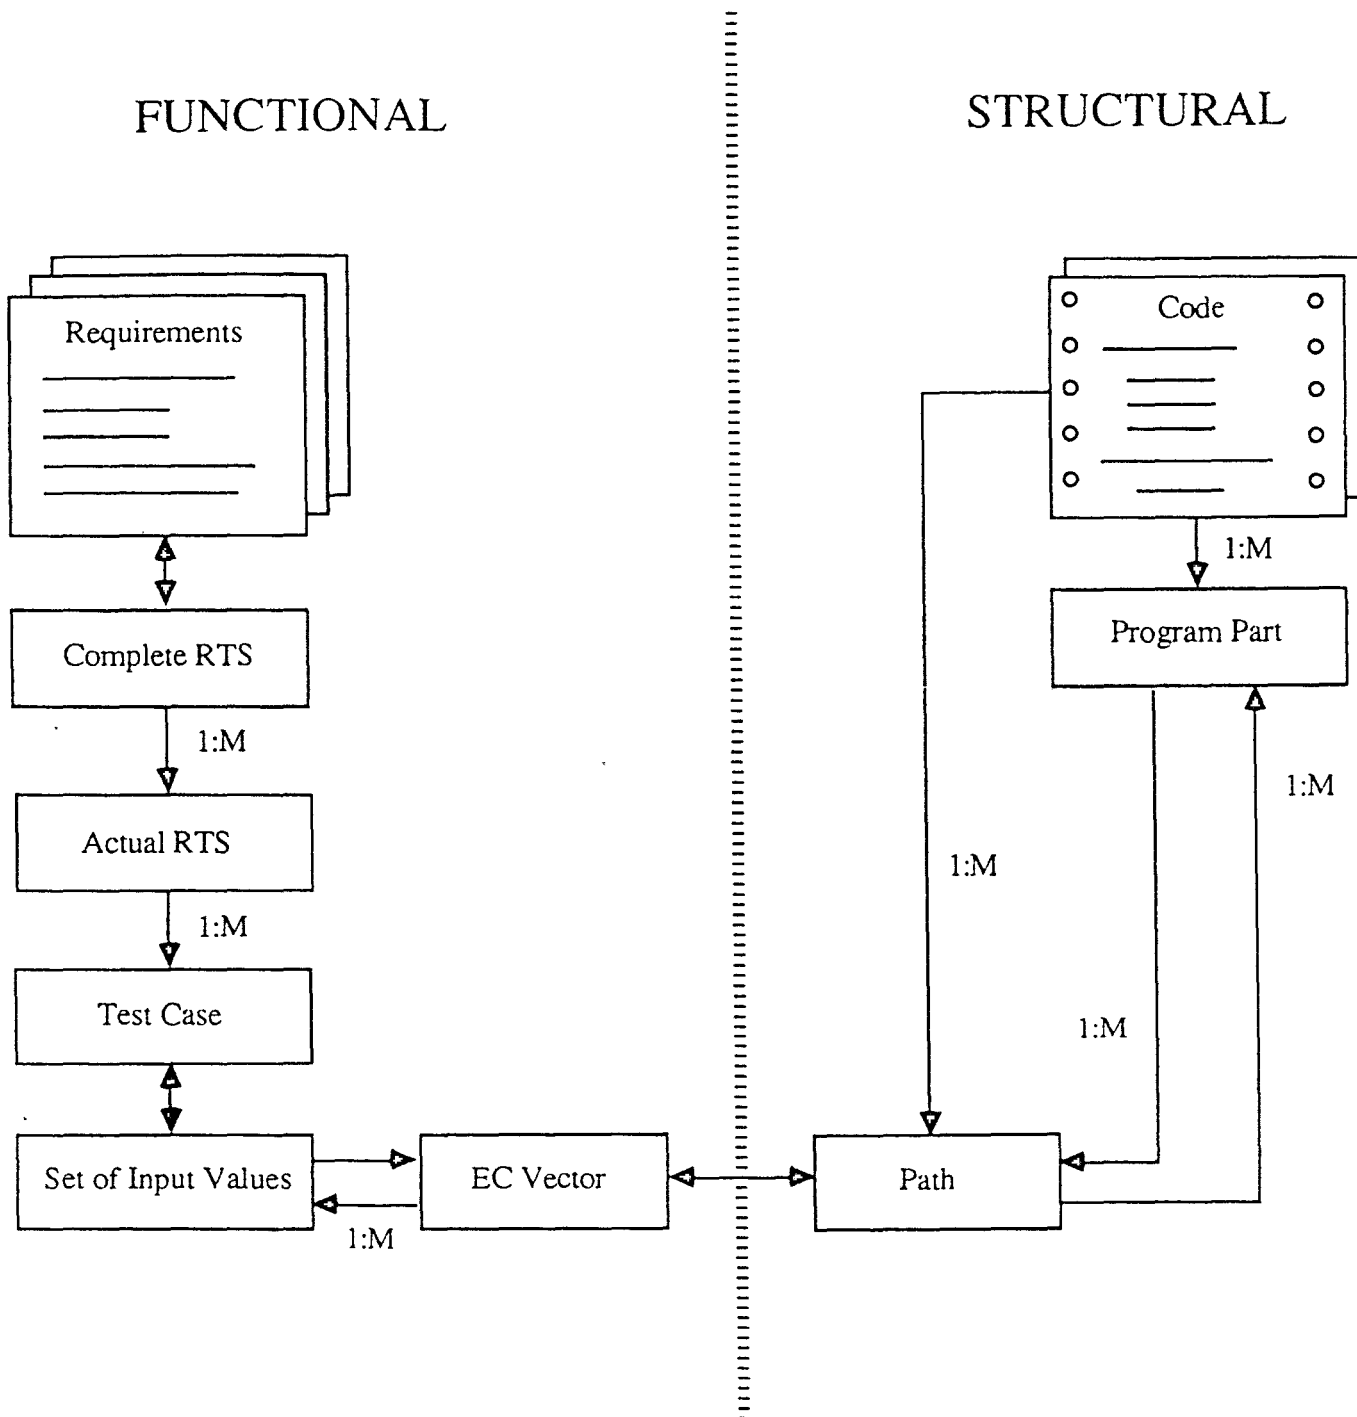 FUNCTIONAL
STRUCTURAL
Requirements
Code
1:M
Program Part
Complete RTS
1:M
1:M
Actual RTS
1:M
1:M
1:M
Test Case
Set of Input Values
EC Vector
Path
1:M